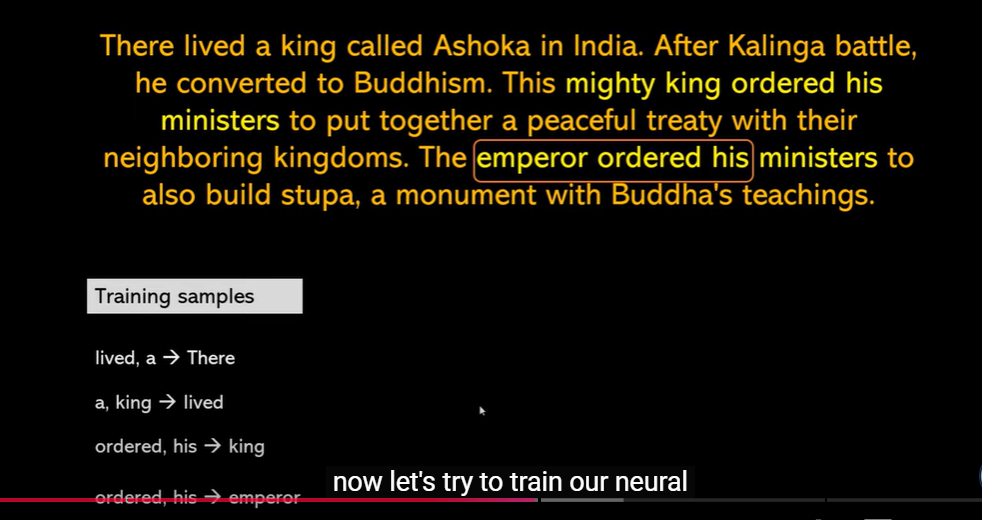 There lived a king called Ashoka in India. After Kalinga battle,
he converted to Buddhism. This mighty king ordered his
ministers to put together a peaceful treaty with their
neighboring kingdoms. The emperor ordered his ministers to
also build stupa, a monument with Buddha's teachings.
Training samples
lived, a → There
a, king → lived
ordered, his → king
ordered, his → emperor
now let's try to train our neural